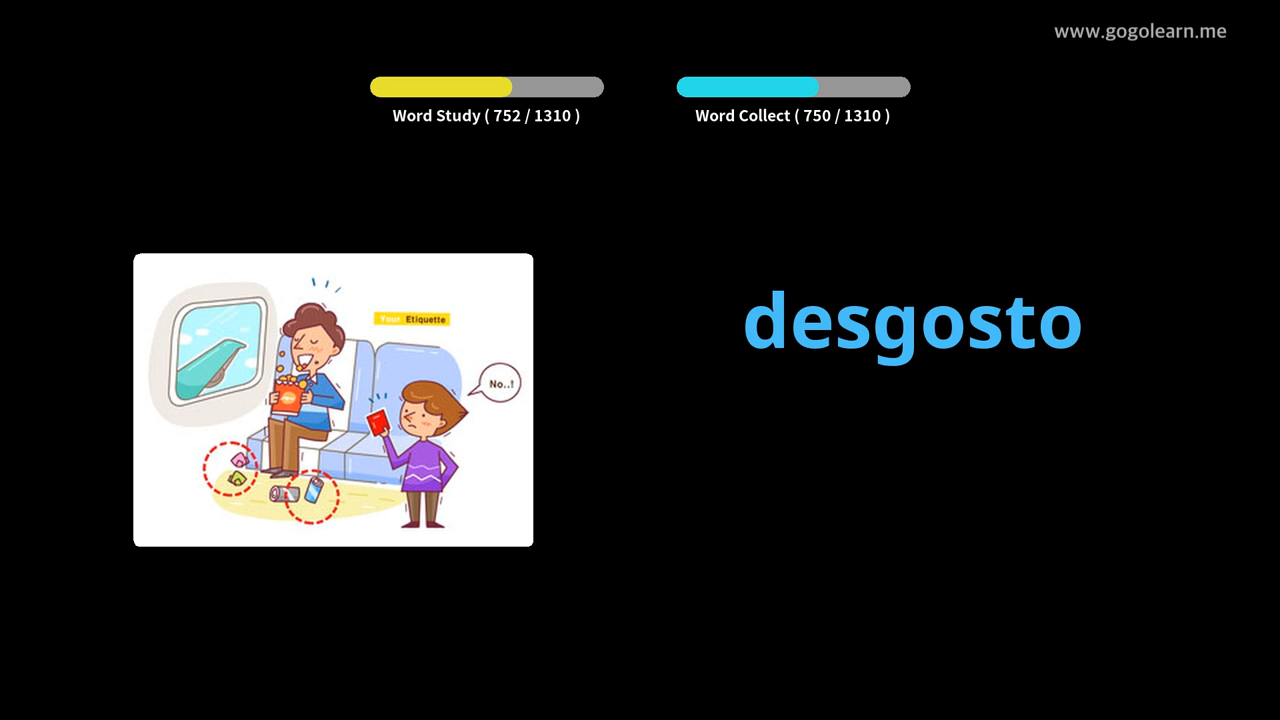 www.gogolearn.me
Word Study ( 752 / 1310 )
Word Collect ( 750 / 1310 )
Your Etiquette
No..!
desgosto